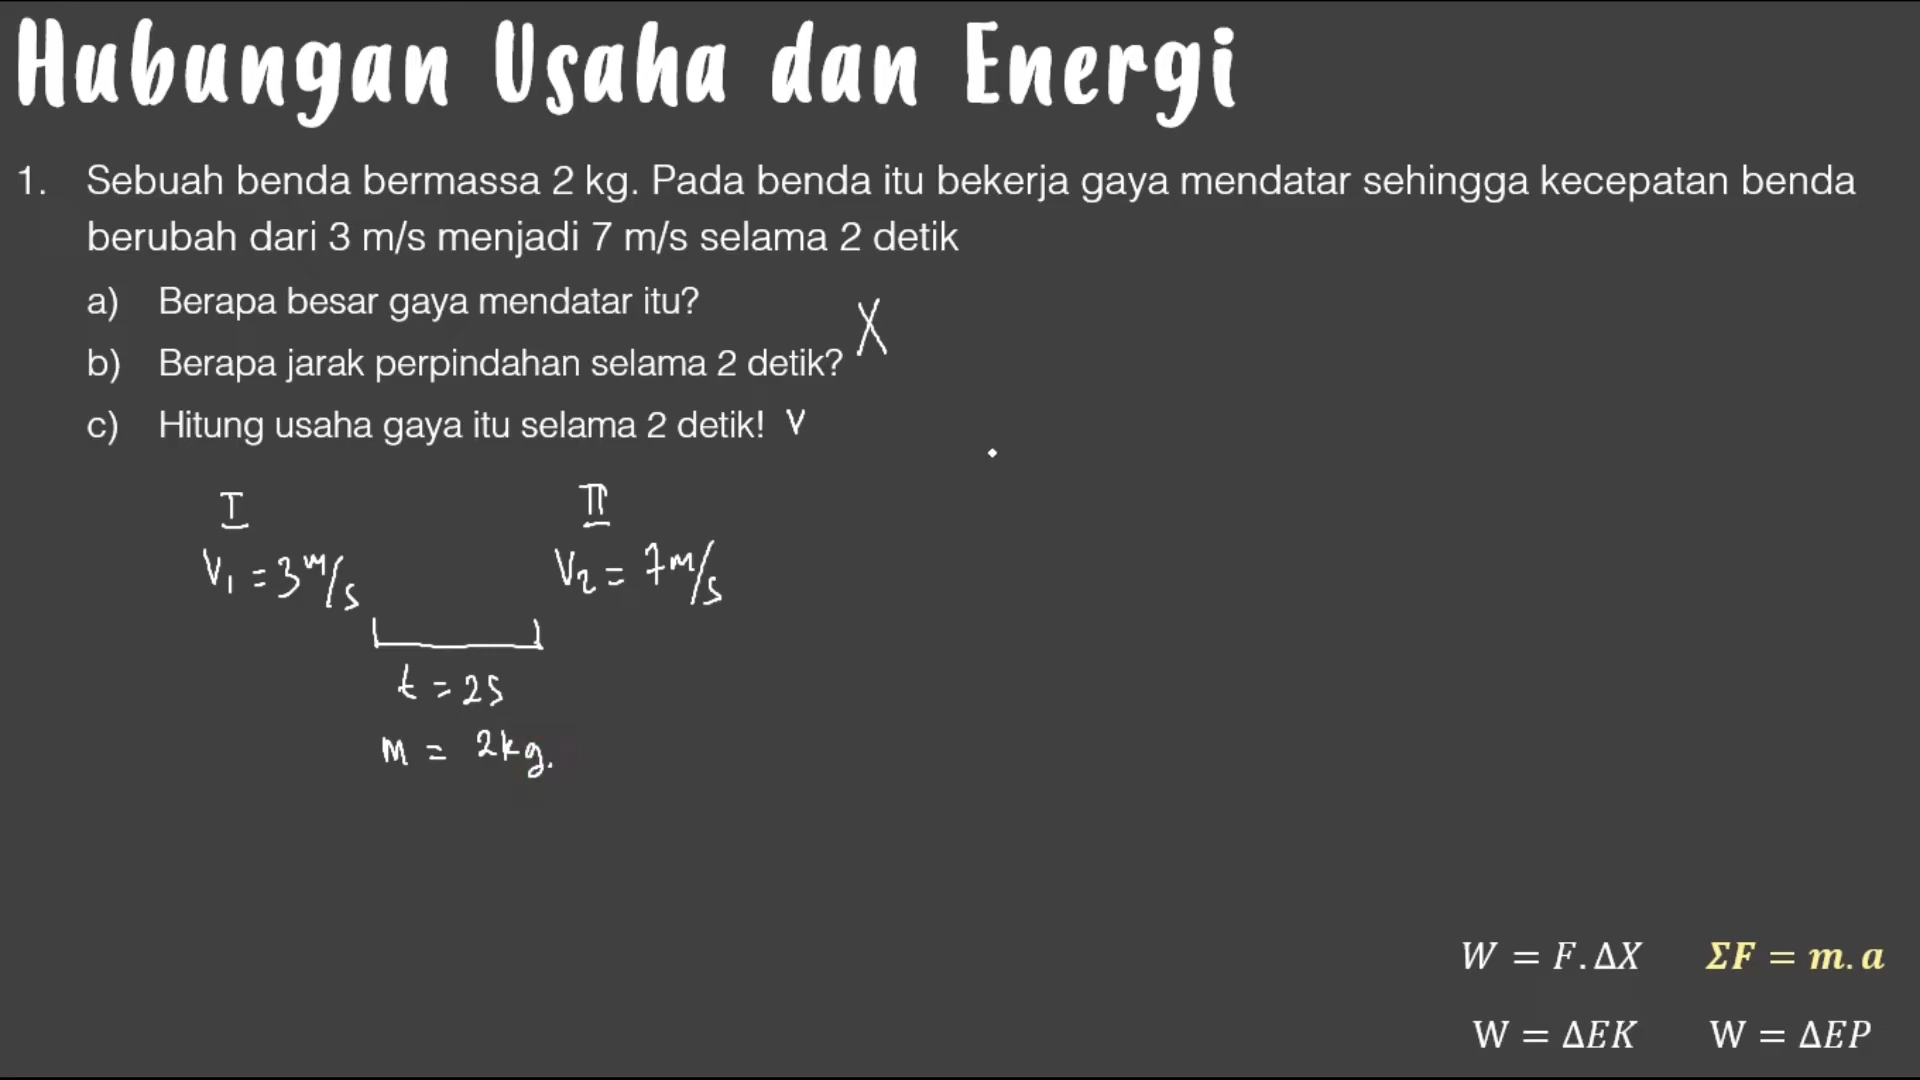 Hubungan Usaha dan Energi
1. Sebuah benda bermassa 2 kg. Pada benda itu bekerja gaya mendatar sehingga kecepatan benda
berubah dari 3 m/s menjadi 7 m/s selama 2 detik
a) Berapa besar gaya mendatar itu?
b) Berapa jarak perpindahan selama 2 detik? X
c) Hitung usaha gaya itu selama 2 detik! V
I II
V₁ = 3 m/s V₂ = 7 m/s
t = 2s
m = 2kg.
W = F.ΔX ΣF = m.a
W = ΔEK W = ΔEP